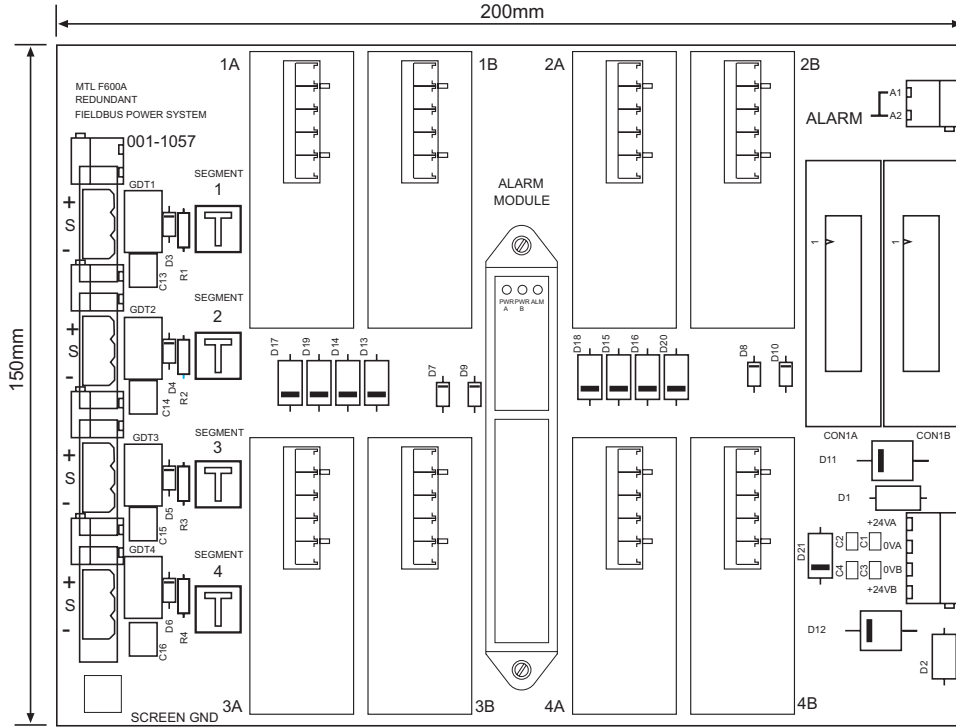 200mm
150mm
MTL F600A
REDUNDANT
FIELDBUS POWER SYSTEM
001-1057
1A
1B
2A
2B
ALARM
A1
A2
ALARM
MODULE
PWR A
PWR B
ALM
SEGMENT
1
GDT1
+
S
-
D3
R1
C13
SEGMENT
2
GDT2
+
S
-
D4
R2
C14
SEGMENT
3
GDT3
+
S
-
D5
R3
C15
SEGMENT
4
GDT4
+
S
-
D6
R4
C16
T
T
T
T
D17
D19
D14
D13
D7
D9
D18
D15
D16
D20
D8
D10
1
1
CON1A
CON1B
D11
D1
+24VA
0VA
0VB
+24VB
C2
C1
C4
C3
D21
D12
D2
SCREEN GND
3A
3B
4A
4B